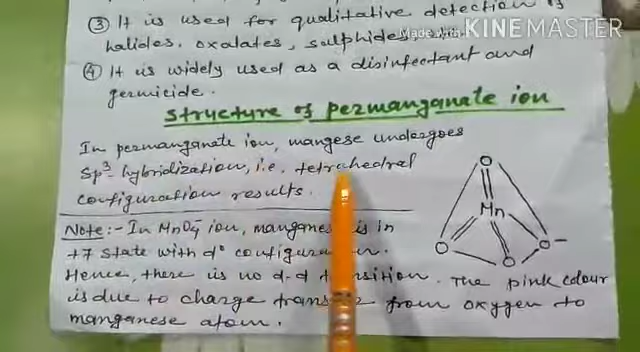 ③ It is used for qualitative detection of
halides, oxalates, sulphides,
Made with KINEMASTER
④ It is widely used as a disinfectant and
germicide.
Structure of permanganate ion
In permanganate ion, mangese undergoes
Sp³-hybridization, i.e. tetrahedral
configuration results.
O
Mn
O
O
O-
Note:- In MnO₄⁻ ion, manganese is in
+7 state with d⁰ configuration.
Hence, there is no d-d transition. The pink colour
is due to charge transfer from oxygen to
manganese atom.